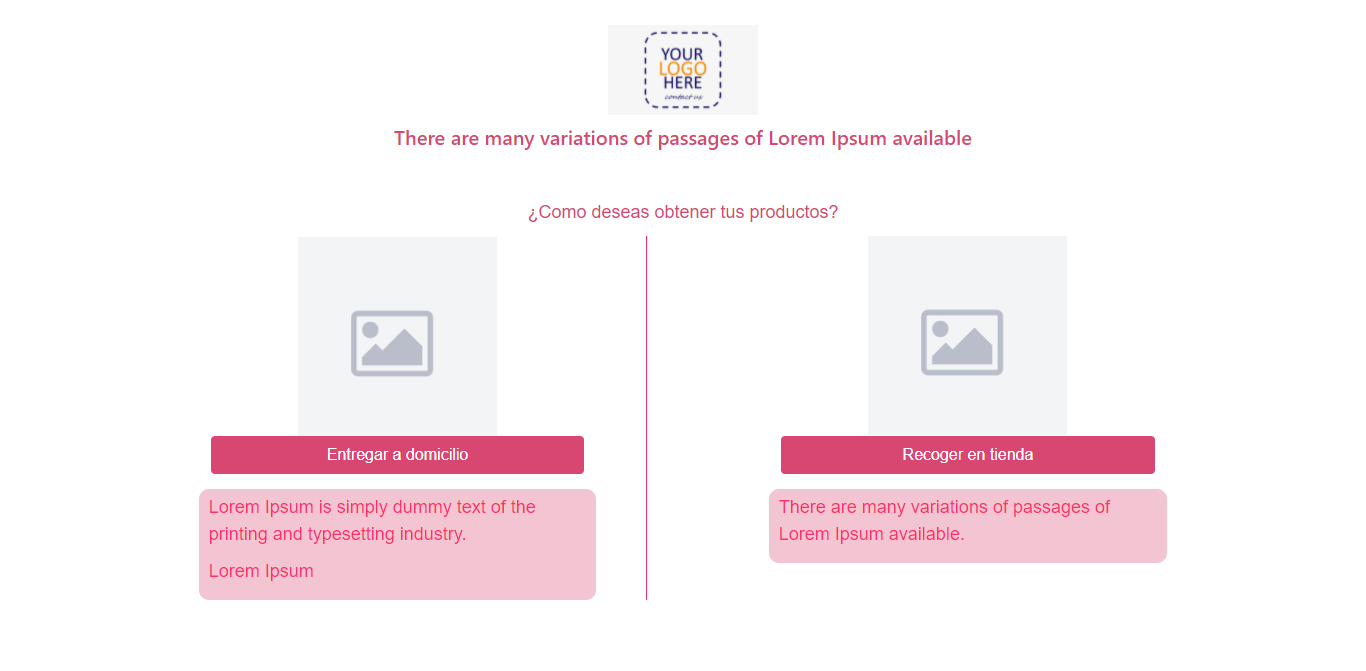 YOUR
LOGO
HERE
contact us
There are many variations of passages of Lorem Ipsum available
¿Como deseas obtener tus productos?
Entregar a domicilio
Lorem Ipsum is simply dummy text of the
printing and typesetting industry.
Lorem Ipsum
Recoger en tienda
There are many variations of passages of
Lorem Ipsum available.